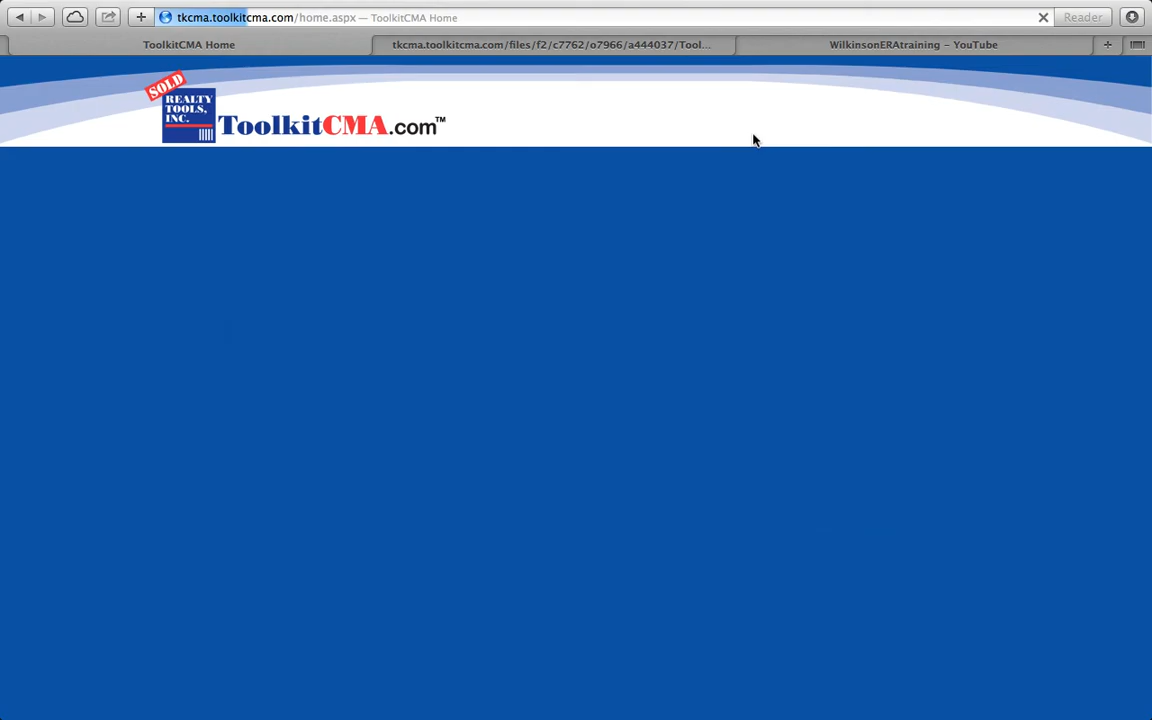 tkcma.toolkitcma.com/home.aspx — ToolkitCMA Home
Reader
ToolkitCMA Home
tkcma.toolkitcma.com/files/f2/c7762/o7966/a444037/Tool...
WilkinsonERAtraining – YouTube
SOLD
REALTY
TOOLS,
INC.
ToolkitCMA.com™